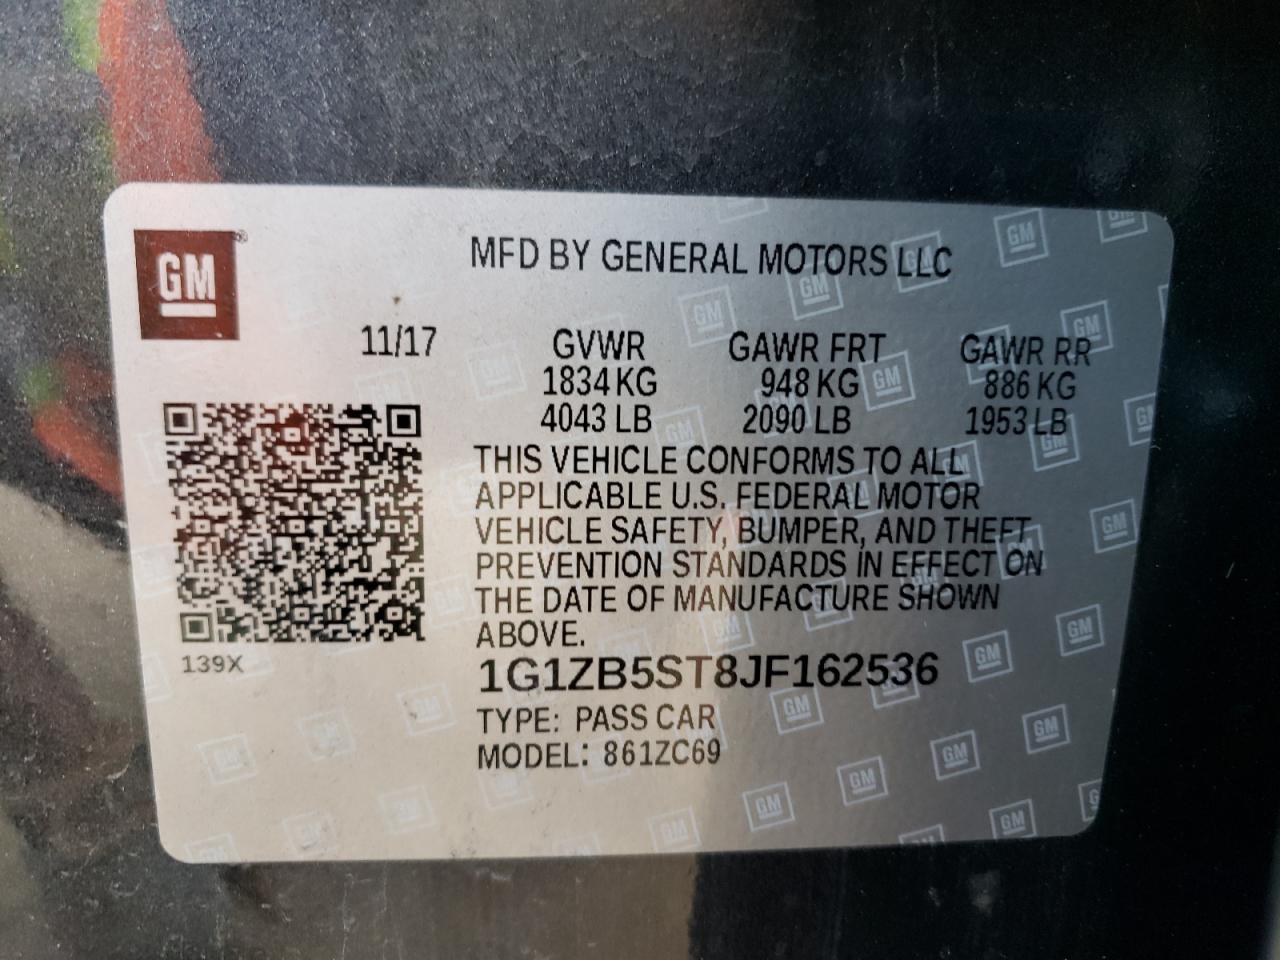 GM®
MFD BY GENERAL MOTORS LLC
11/17 GVWR GAWR FRT GAWR RR
1834 KG 948 KG 886 KG
4043 LB 2090 LB 1953 LB
THIS VEHICLE CONFORMS TO ALL
APPLICABLE U.S. FEDERAL MOTOR
VEHICLE SAFETY, BUMPER, AND THEFT
PREVENTION STANDARDS IN EFFECT ON
THE DATE OF MANUFACTURE SHOWN
ABOVE.
139X
1G1ZB5ST8JF162536
TYPE: PASS CAR
MODEL: 861ZC69